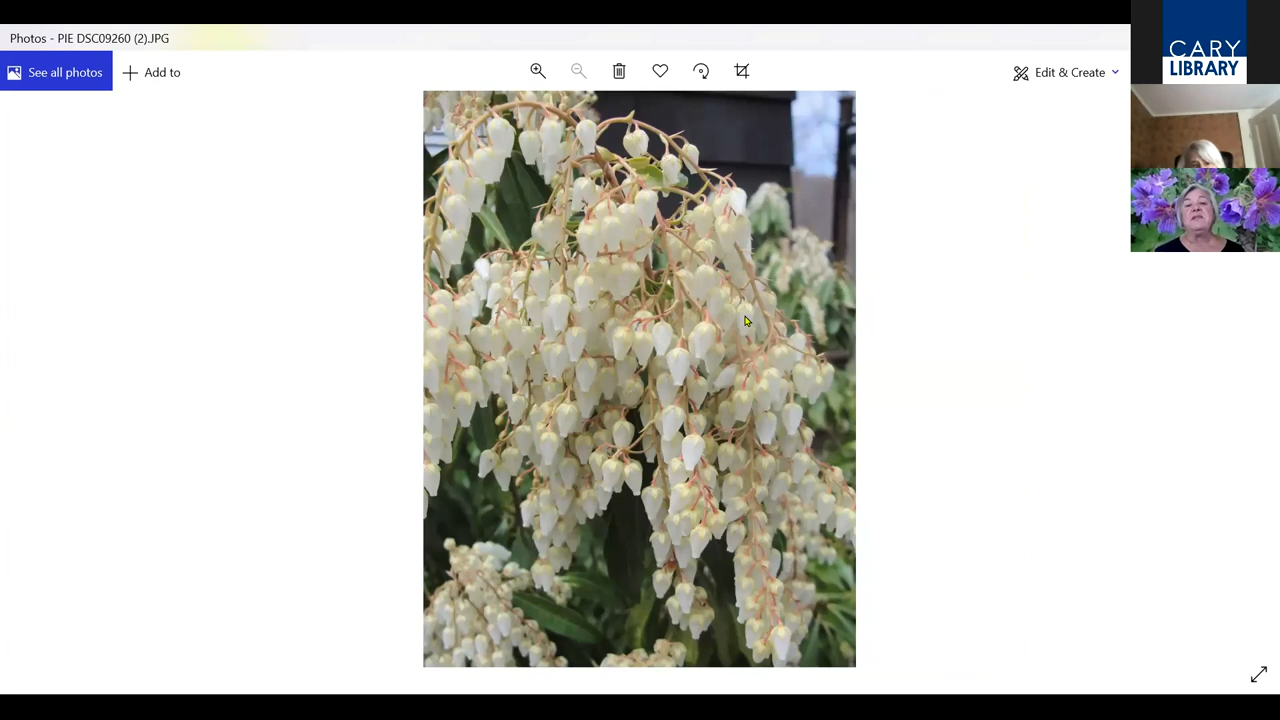 Photos - PIE DSC09260 (2).JPG
See all photos
Add to
Edit & Create
CARY
LIBRARY